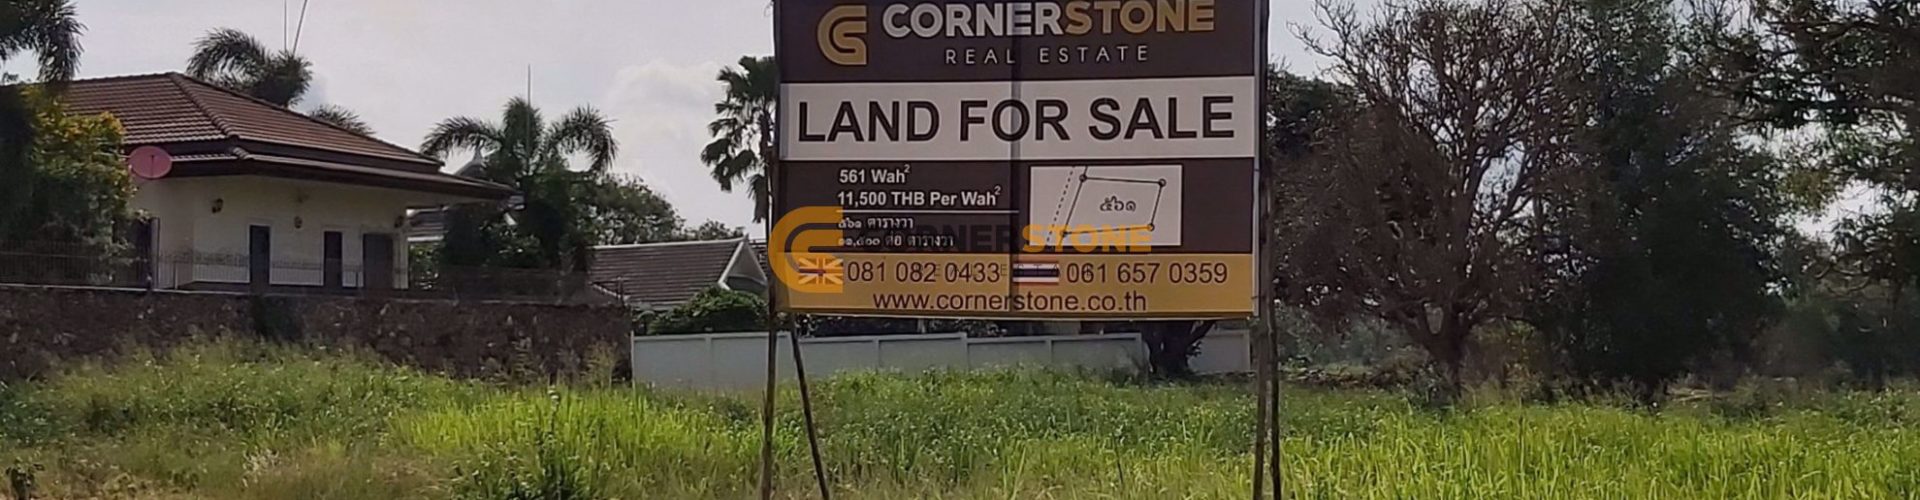 CORNERSTONE
REAL ESTATE
LAND FOR SALE
561 Wah²
11,500 THB Per Wah²
๕๖๑ ตารางวา
๑๑,๕๐๐ ต่อ ตารางวา
๕๖๑
CORNERSTONE
081 082 0433 061 657 0359
www.cornerstone.co.th